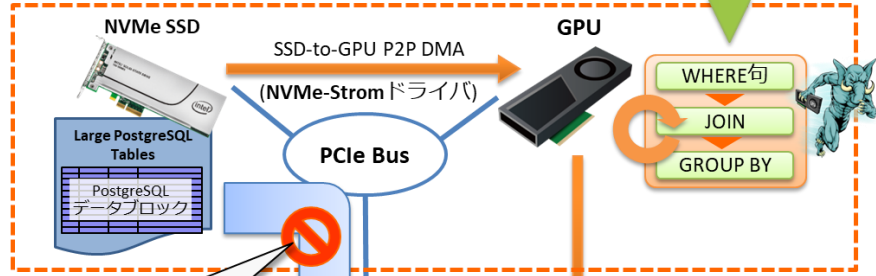 NVMe SSD
GPU
SSD-to-GPU P2P DMA
(NVMe-Stromドライバ)
intel
WHERE句
JOIN
GROUP BY
Large PostgreSQL
Tables
PCIe Bus
PostgreSQL
データブロック